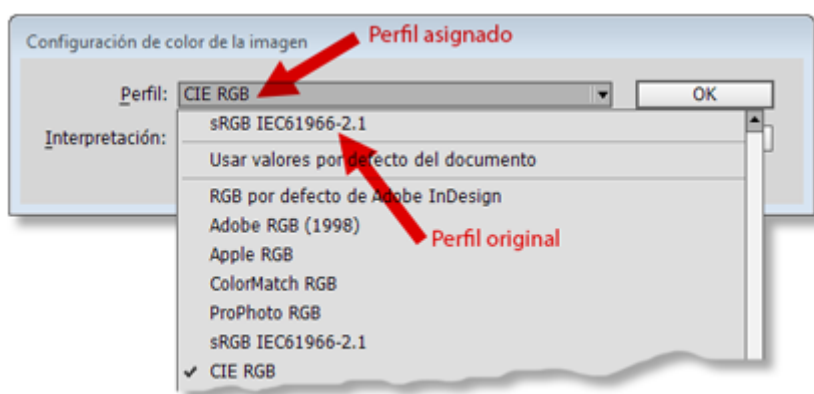 Configuración de color de la imagen
Perfil asignado
Perfil: CIE RGB OK
Interpretación:
sRGB IEC61966-2.1
Usar valores por defecto del documento
RGB por defecto de Adobe InDesign
Adobe RGB (1998)
Perfil original
Apple RGB
ColorMatch RGB
ProPhoto RGB
sRGB IEC61966-2.1
✓ CIE RGB